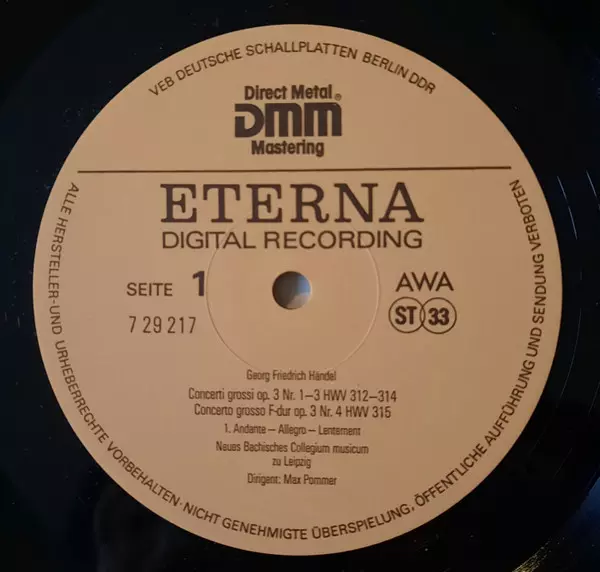 VEB DEUTSCHE SCHALLPLATTEN BERLIN DDR
Direct Metal ®
DMM
Mastering
ETERNA
DIGITAL RECORDING
SEITE 1
AWA
7 29 217
ST 33
Georg Friedrich Händel
Concerti grossi op. 3 Nr. 1–3 HWV 312–314
Concerto grosso F-dur op. 3 Nr. 4 HWV 315
1. Andante – Allegro – Lentement
Neues Bachisches Collegium musicum
zu Leipzig
Dirigent: Max Pommer
ALLE HERSTELLER- UND URHEBERRECHTE VORBEHALTEN · NICHT GENEHMIGTE ÜBERSPIELUNG, ÖFFENTLICHE AUFFÜHRUNG UND SENDUNG VERBOTEN